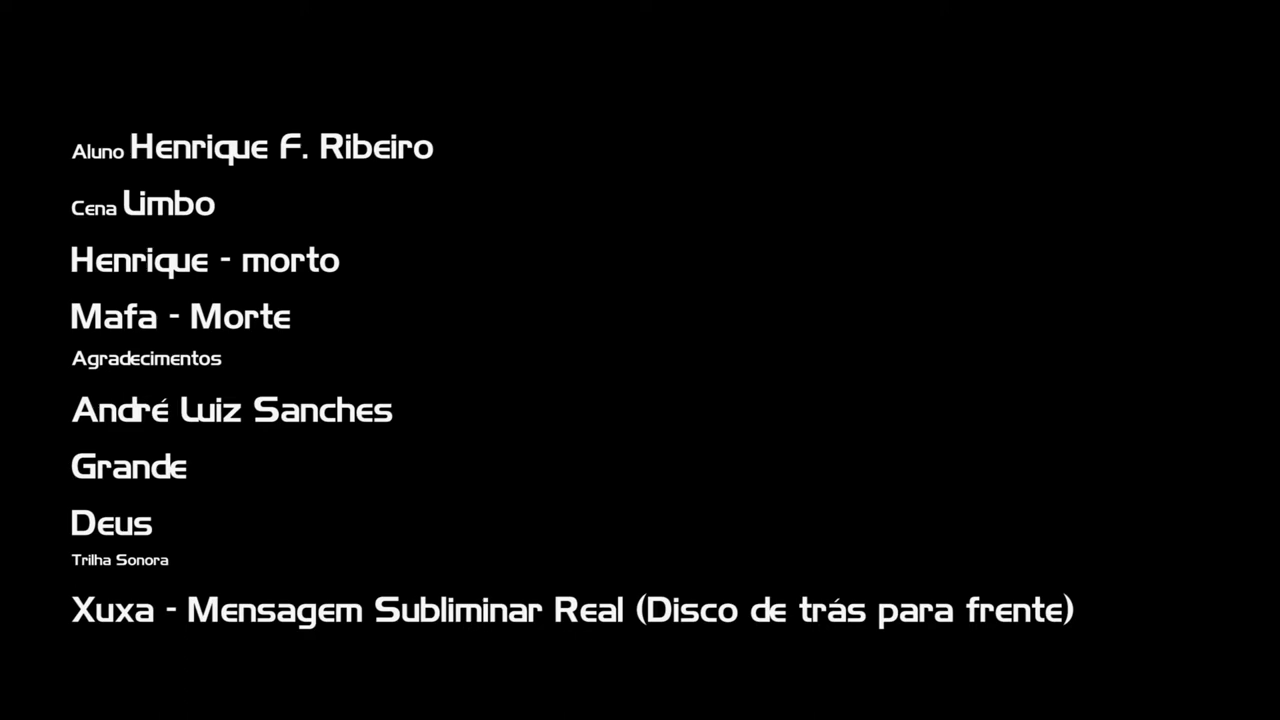 Aluno Henrique F. Ribeiro
Cena Limbo
Henrique - morto
Mafa - Morte
Agradecimentos
André Luiz Sanches
Grande
Deus
Trilha Sonora
Xuxa - Mensagem Subliminar Real (Disco de trás para frente)